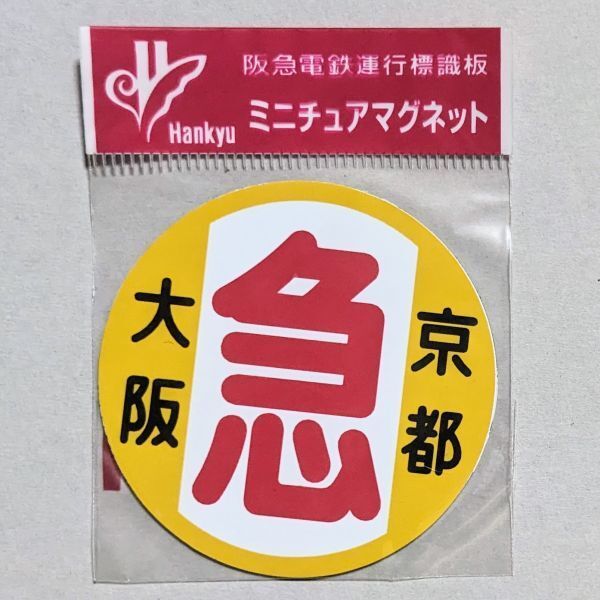 阪急電鉄運行標識板
Hankyu
ミニチュアマグネット
大阪
急
京都